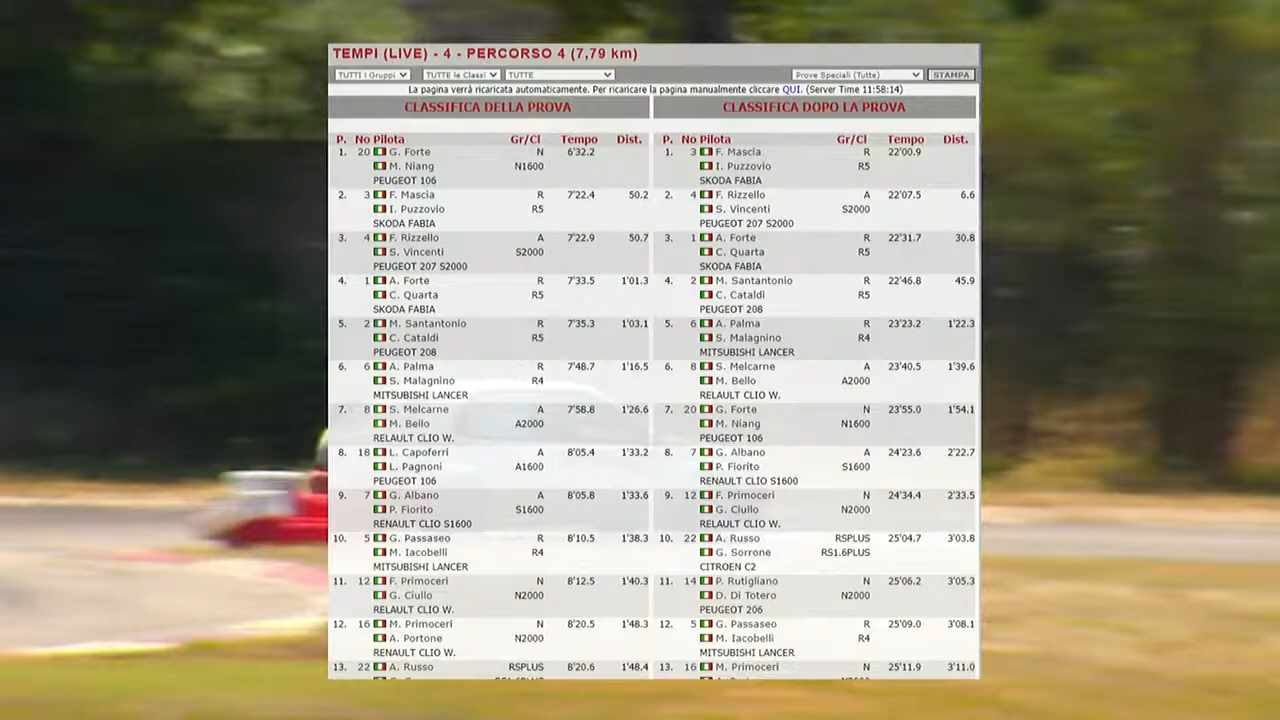 TEMPI (LIVE) - 4 - PERCORSO 4 (7,79 km)
TUTTI i Gruppi TUTTE le Classi TUTTE Prove Speciali (Tutte) STAMPA
La pagina verrà ricaricata automaticamente. Per ricaricare la pagina manualmente cliccare QUI. (Server Time 11:58:14)
CLASSIFICA DELLA PROVA
P. No Pilota Gr/Cl Tempo Dist.
1. 20 G. Forte N 6'32.2
M. Niang N1600
PEUGEOT 106
2. 3 F. Mascia R 7'22.4 50.2
I. Puzzovio R5
SKODA FABIA
3. 4 F. Rizzello A 7'22.9 50.7
S. Vincenti S2000
PEUGEOT 207 S2000
4. 1 A. Forte R 7'33.5 1'01.3
C. Quarta R5
SKODA FABIA
5. 2 M. Santantonio R 7'35.3 1'03.1
C. Cataldi R5
PEUGEOT 208
6. 6 A. Palma R 7'48.7 1'16.5
S. Malagnino R4
MITSUBISHI LANCER
7. 8 S. Melcarne A 7'58.8 1'26.6
M. Bello A2000
RELAULT CLIO W.
8. 18 L. Capoferri A 8'05.4 1'33.2
L. Pagnoni A1600
PEUGEOT 106
9. 7 G. Albano A 8'05.8 1'33.6
P. Fiorito S1600
RENAULT CLIO S1600
10. 5 G. Passaseo R 8'10.5 1'38.3
M. Iacobelli R4
MITSUBISHI LANCER
11. 12 F. Primoceri N 8'12.5 1'40.3
G. Ciullo N2000
RELAULT CLIO W.
12. 16 M. Primoceri N 8'20.5 1'48.3
A. Portone N2000
RENAULT CLIO W.
13. 22 A. Russo RSPLUS 8'20.6 1'48.4
CLASSIFICA DOPO LA PROVA
P. No Pilota Gr/Cl Tempo Dist.
1. 3 F. Mascia R 22'00.9
I. Puzzovio R5
SKODA FABIA
2. 4 F. Rizzello A 22'07.5 6.6
S. Vincenti S2000
PEUGEOT 207 S2000
3. 1 A. Forte R 22'31.7 30.8
C. Quarta R5
SKODA FABIA
4. 2 M. Santantonio R 22'46.8 45.9
C. Cataldi R5
PEUGEOT 208
5. 6 A. Palma R 23'23.2 1'22.3
S. Malagnino R4
MITSUBISHI LANCER
6. 8 S. Melcarne A 23'40.5 1'39.6
M. Bello A2000
RELAULT CLIO W.
7. 20 G. Forte N 23'55.0 1'54.1
M. Niang N1600
PEUGEOT 106
8. 7 G. Albano A 24'23.6 2'22.7
P. Fiorito S1600
RENAULT CLIO S1600
9. 12 F. Primoceri N 24'34.4 2'33.5
G. Ciullo N2000
RELAULT CLIO W.
10. 22 A. Russo RSPLUS 25'04.7 3'03.8
G. Sorrone RS1.6PLUS
CITROEN C2
11. 14 P. Rutigliano N 25'06.2 3'05.3
D. Di Totero N2000
PEUGEOT 206
12. 5 G. Passaseo R 25'09.0 3'08.1
M. Iacobelli R4
MITSUBISHI LANCER
13. 16 M. Primoceri N 25'11.9 3'11.0